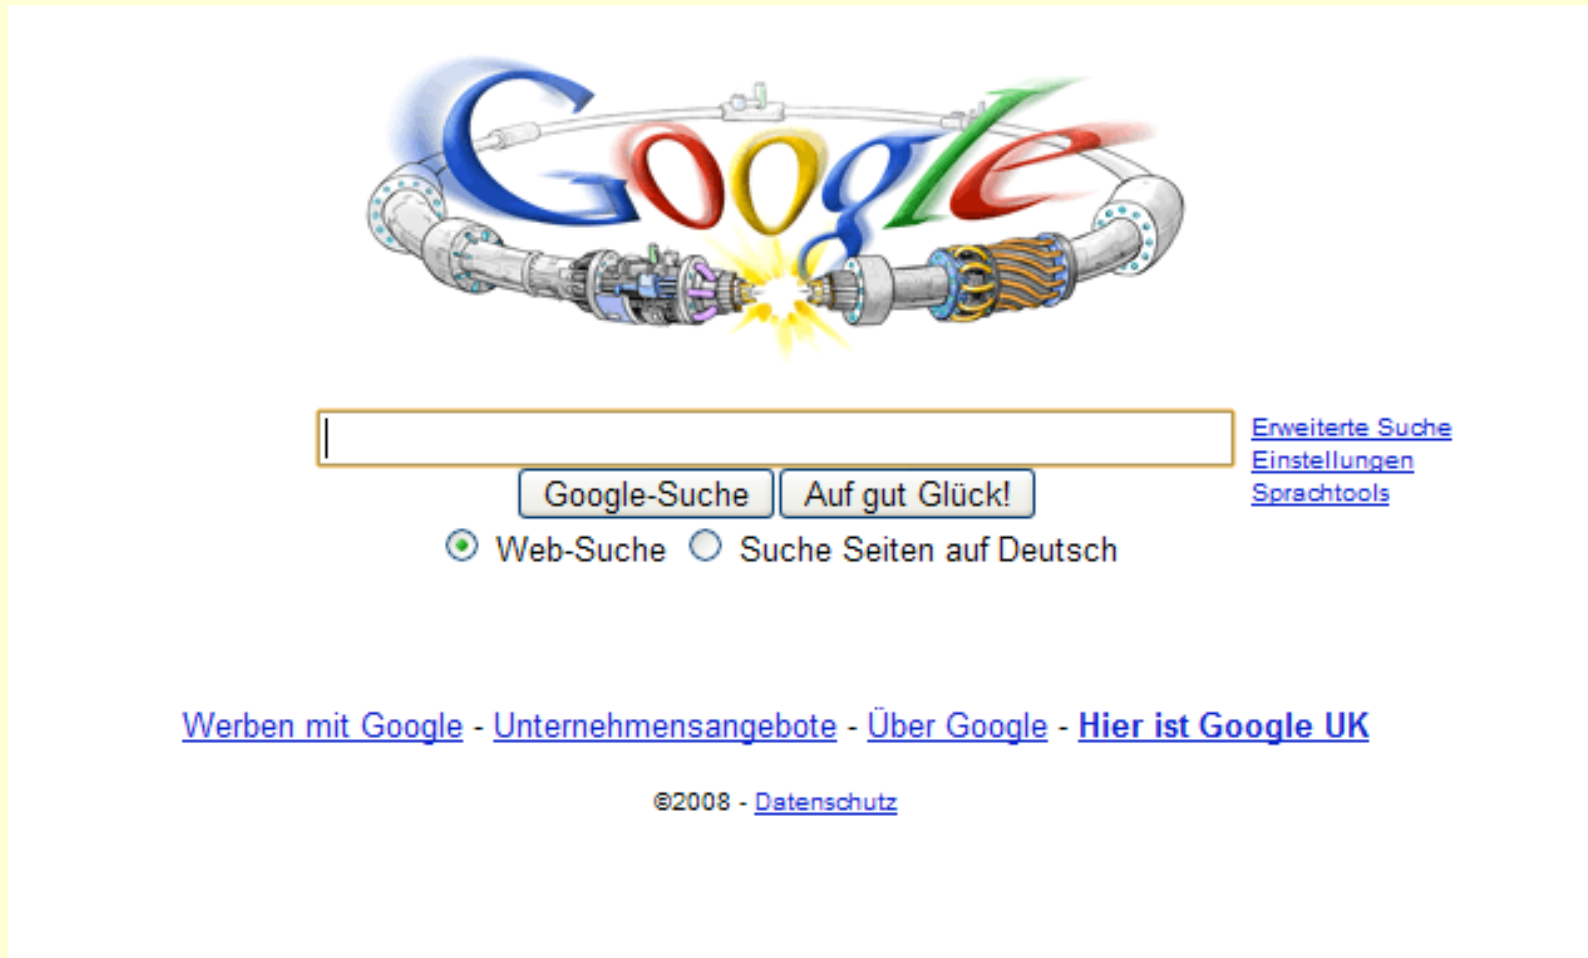 Google
Erweiterte Suche
Einstellungen
Sprachtools
Google-Suche Auf gut Glück!
Web-Suche Suche Seiten auf Deutsch
Werben mit Google - Unternehmensangebote - Über Google - Hier ist Google UK
©2008 - Datenschutz